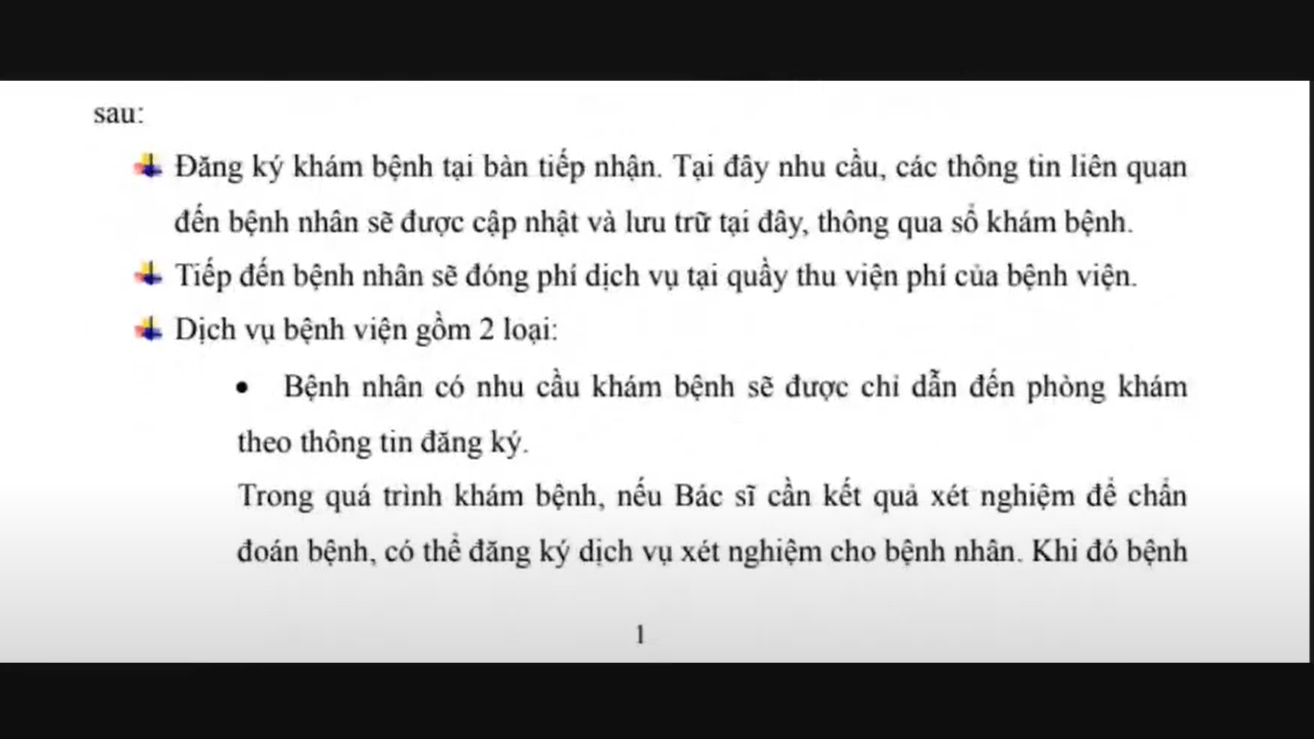 sau:
Đăng ký khám bệnh tại bàn tiếp nhận. Tại đây nhu cầu, các thông tin liên quan
đến bệnh nhân sẽ được cập nhật và lưu trữ tại đây, thông qua sổ khám bệnh.
Tiếp đến bệnh nhân sẽ đóng phí dịch vụ tại quầy thu viện phí của bệnh viện.
Dịch vụ bệnh viện gồm 2 loại:
• Bệnh nhân có nhu cầu khám bệnh sẽ được chỉ dẫn đến phòng khám
theo thông tin đăng ký.
Trong quá trình khám bệnh, nếu Bác sĩ cần kết quả xét nghiệm để chẩn
đoán bệnh, có thể đăng ký dịch vụ xét nghiệm cho bệnh nhân. Khi đó bệnh
1